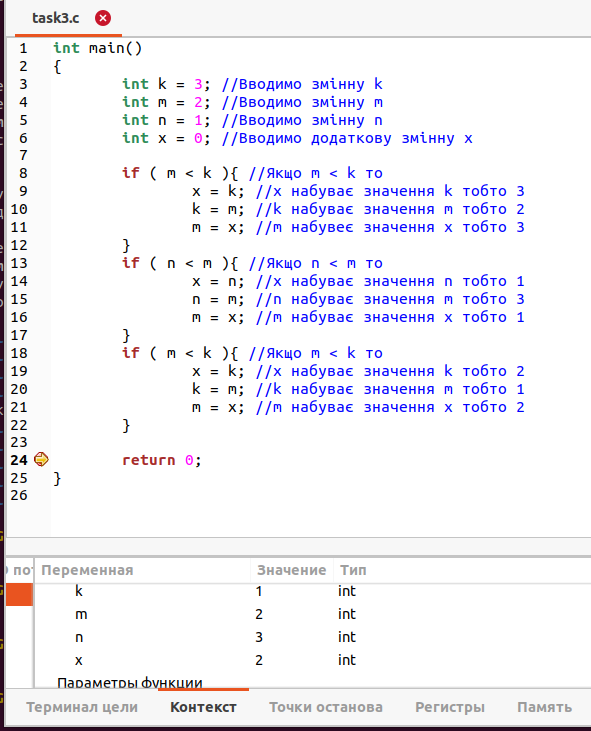 task3.c
1 int main()
2 {
3 int k = 3; //Вводимо змінну k
4 int m = 2; //Вводимо змінну m
5 int n = 1; //Вводимо змінну n
6 int x = 0; //Вводимо додаткову змінну x
7
8 if ( m < k ){ //Якщо m < k то
9 x = k; //x набуває значення k тобто 3
10 k = m; //k набуває значення m тобто 2
11 m = x; //m набувеє значення x тобто 3
12 }
13 if ( n < m ){ //Якщо n < m то
14 x = n; //x набуває значення n тобто 1
15 n = m; //n набуває значення m тобто 3
16 m = x; //m набуває значення x тобто 1
17 }
18 if ( m < k ){ //Якщо m < k то
19 x = k; //x набуває значення k тобто 2
20 k = m; //k набуває значення m тобто 1
21 m = x; //m набуває значення x тобто 2
22 }
23
24 return 0;
25 }
26
Переменная Значение Тип
k 1 int
m 2 int
n 3 int
x 2 int
Параметры функции
Терминал цели Контекст Точки останова Регистры Память